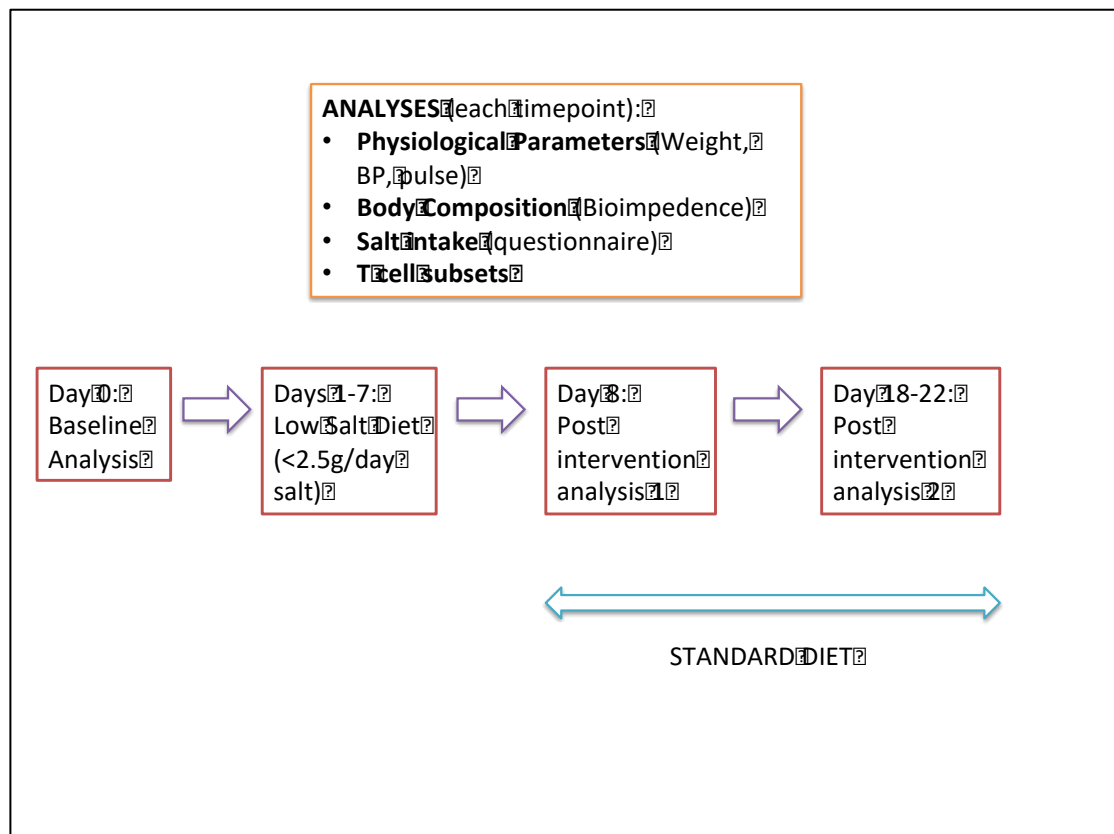 ANALYSES (each timepoint):
• Physiological Parameters (Weight,
BP, pulse)
• Body Composition (Bioimpedence)
• Salt intake (questionnaire)
• T cell subsets
Day 0:
Baseline
Analysis
Days 1-7:
Low Salt Diet
(<2.5g/day
salt)
Day 8:
Post
intervention
analysis 1
Day 18-22:
Post
intervention
analysis 2
STANDARD DIET